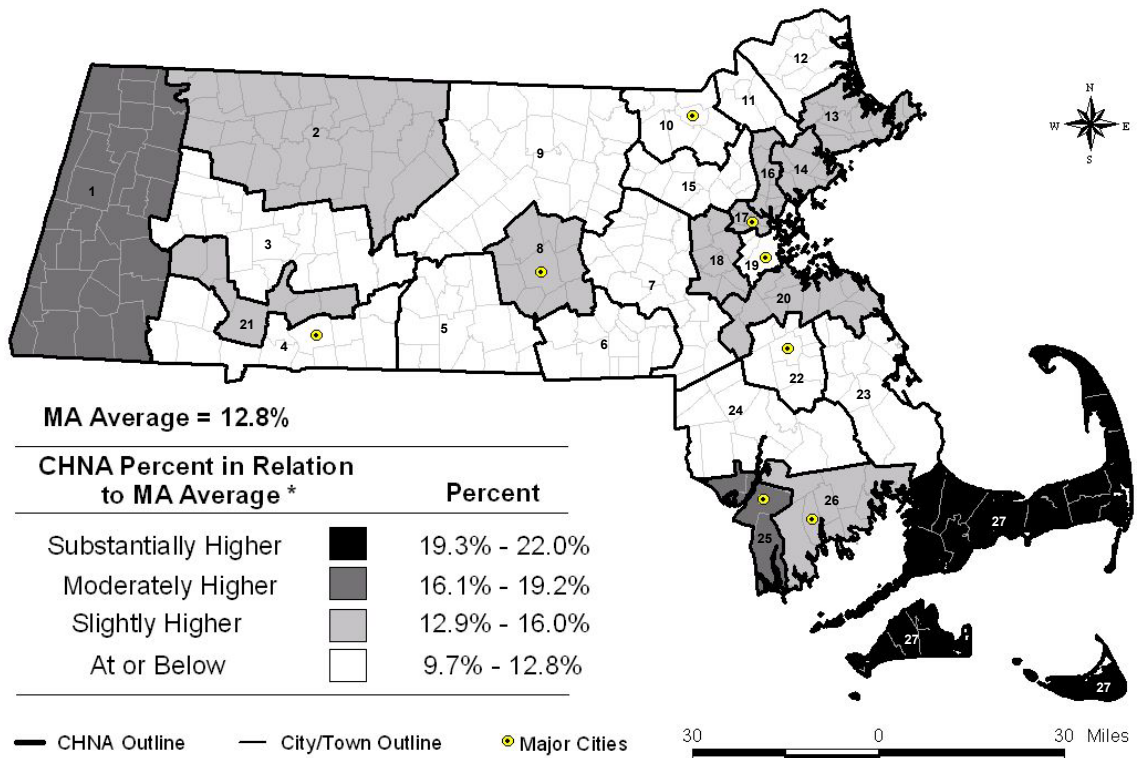 12
11
13
10
N
W E
S
2
16
14
9
15
1
17
8
18
19
3
7
20
21
5
6
4
22
23
24
MA Average = 12.8%
CHNA Percent in Relation
to MA Average * Percent
26
27
25
Substantially Higher 19.3% - 22.0%
Moderately Higher 16.1% - 19.2%
Slightly Higher 12.9% - 16.0%
27
At or Below 9.7% - 12.8%
27
CHNA Outline City/Town Outline Major Cities
30 0 30 Miles